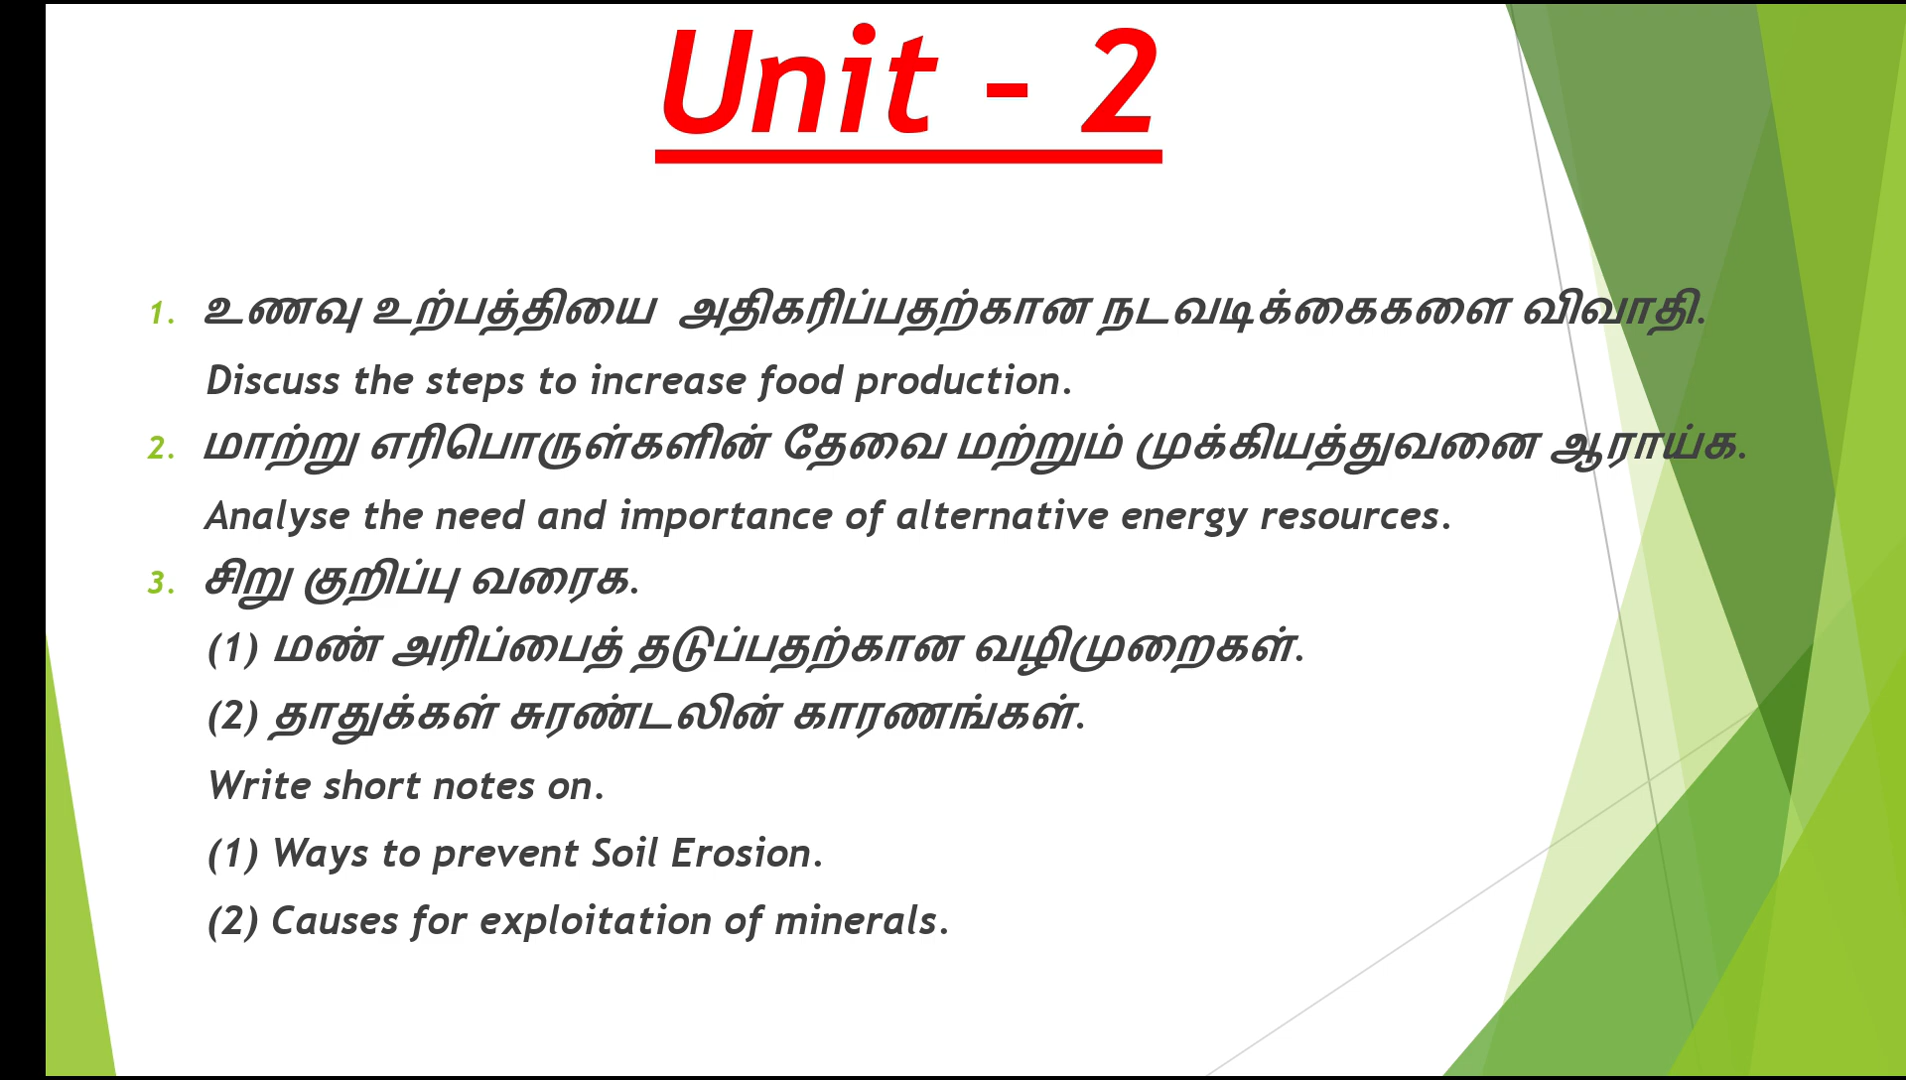 Unit - 2
1. உணவு உற்பத்தியை அதிகரிப்பதற்கான நடவடிக்கைகளை விவாதி.
Discuss the steps to increase food production.
2. மாற்று எரிபொருள்களின் தேவை மற்றும் முக்கியத்துவனை ஆராய்க.
Analyse the need and importance of alternative energy resources.
3. சிறு குறிப்பு வரைக.
(1) மண் அரிப்பைத் தடுப்பதற்கான வழிமுறைகள்.
(2) தாதுக்கள் சுரண்டலின் காரணங்கள்.
Write short notes on.
(1) Ways to prevent Soil Erosion.
(2) Causes for exploitation of minerals.